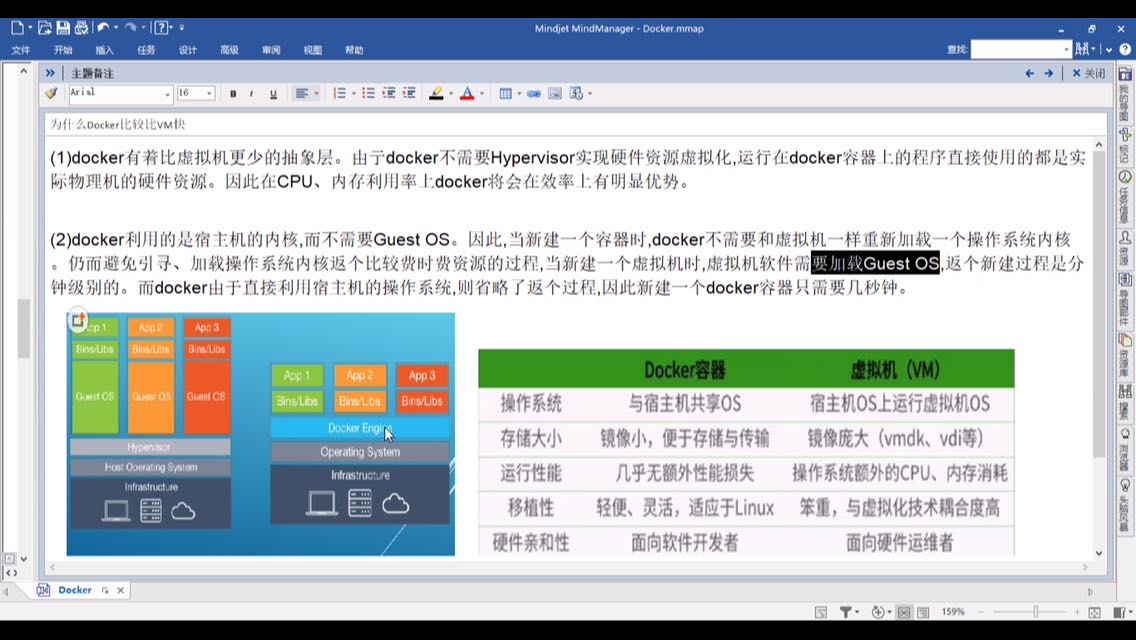 Mindjet MindManager - Docker.mmap
文件 开始 插入 任务 设计 高级 审阅 视图 帮助 查找:
主题备注 关闭
Arial 16 B I U
为什么Docker比较比VM快
(1)docker有着比虚拟机更少的抽象层。由亍docker不需要Hypervisor实现硬件资源虚拟化,运行在docker容器上的程序直接使用的都是实
际物理机的硬件资源。因此在CPU、内存利用率上docker将会在效率上有明显优势。
(2)docker利用的是宿主机的内核,而不需要Guest OS。因此,当新建一个容器时,docker不需要和虚拟机一样重新加载一个操作系统内核
。仍而避免引寻、加载操作系统内核返个比较费时费资源的过程,当新建一个虚拟机时,虚拟机软件需要加载Guest OS,返个新建过程是分
钟级别的。而docker由于直接利用宿主机的操作系统,则省略了返个过程,因此新建一个docker容器只需要几秒钟。
App 1 App 2 App 3
Bins/Libs Bins/Libs Bins/Libs
Guest OS Guest OS Guest OS
Hypervisor
Host Operating System
Infrastructure
App 1 App 2 App 3
Bins/Libs Bins/Libs Bins/Libs
Docker Engine
Operating System
Infrastructure
Docker容器 虚拟机（VM）
操作系统 与宿主机共享OS 宿主机OS上运行虚拟机OS
存储大小 镜像小，便于存储与传输 镜像庞大（vmdk、vdi等）
运行性能 几乎无额外性能损失 操作系统额外的CPU、内存消耗
移植性 轻便、灵活，适应于Linux 笨重，与虚拟化技术耦合度高
硬件亲和性 面向软件开发者 面向硬件运维者
我的导图
标记
任务信息
资源
导图部件
资源库
搜索
浏览器
头脑风暴
Docker
159%